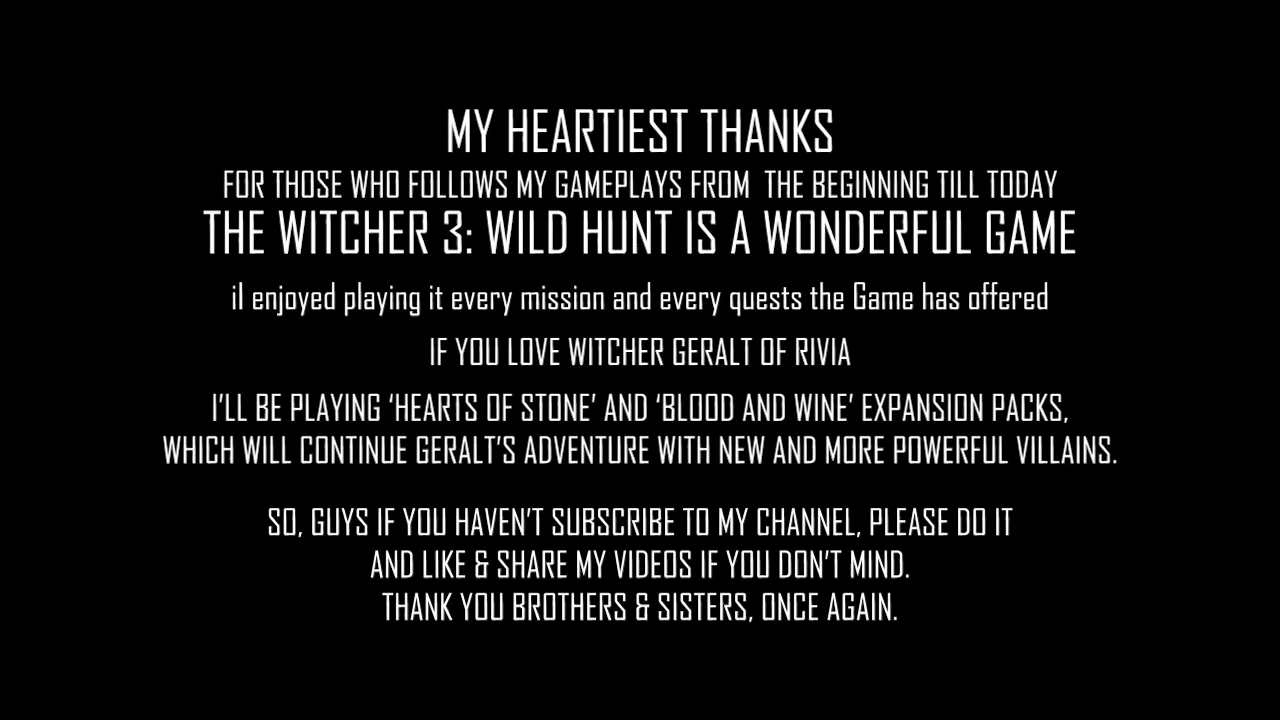 MY HEARTIEST THANKS
FOR THOSE WHO FOLLOWS MY GAMEPLAYS FROM THE BEGINNING TILL TODAY
THE WITCHER 3: WILD HUNT IS A WONDERFUL GAME
iI enjoyed playing it every mission and every quests the Game has offered
IF YOU LOVE WITCHER GERALT OF RIVIA
I'LL BE PLAYING ‘HEARTS OF STONE’ AND ‘BLOOD AND WINE’ EXPANSION PACKS,
WHICH WILL CONTINUE GERALT’S ADVENTURE WITH NEW AND MORE POWERFUL VILLAINS.
SO, GUYS IF YOU HAVEN’T SUBSCRIBE TO MY CHANNEL, PLEASE DO IT
AND LIKE & SHARE MY VIDEOS IF YOU DON’T MIND.
THANK YOU BROTHERS & SISTERS, ONCE AGAIN.